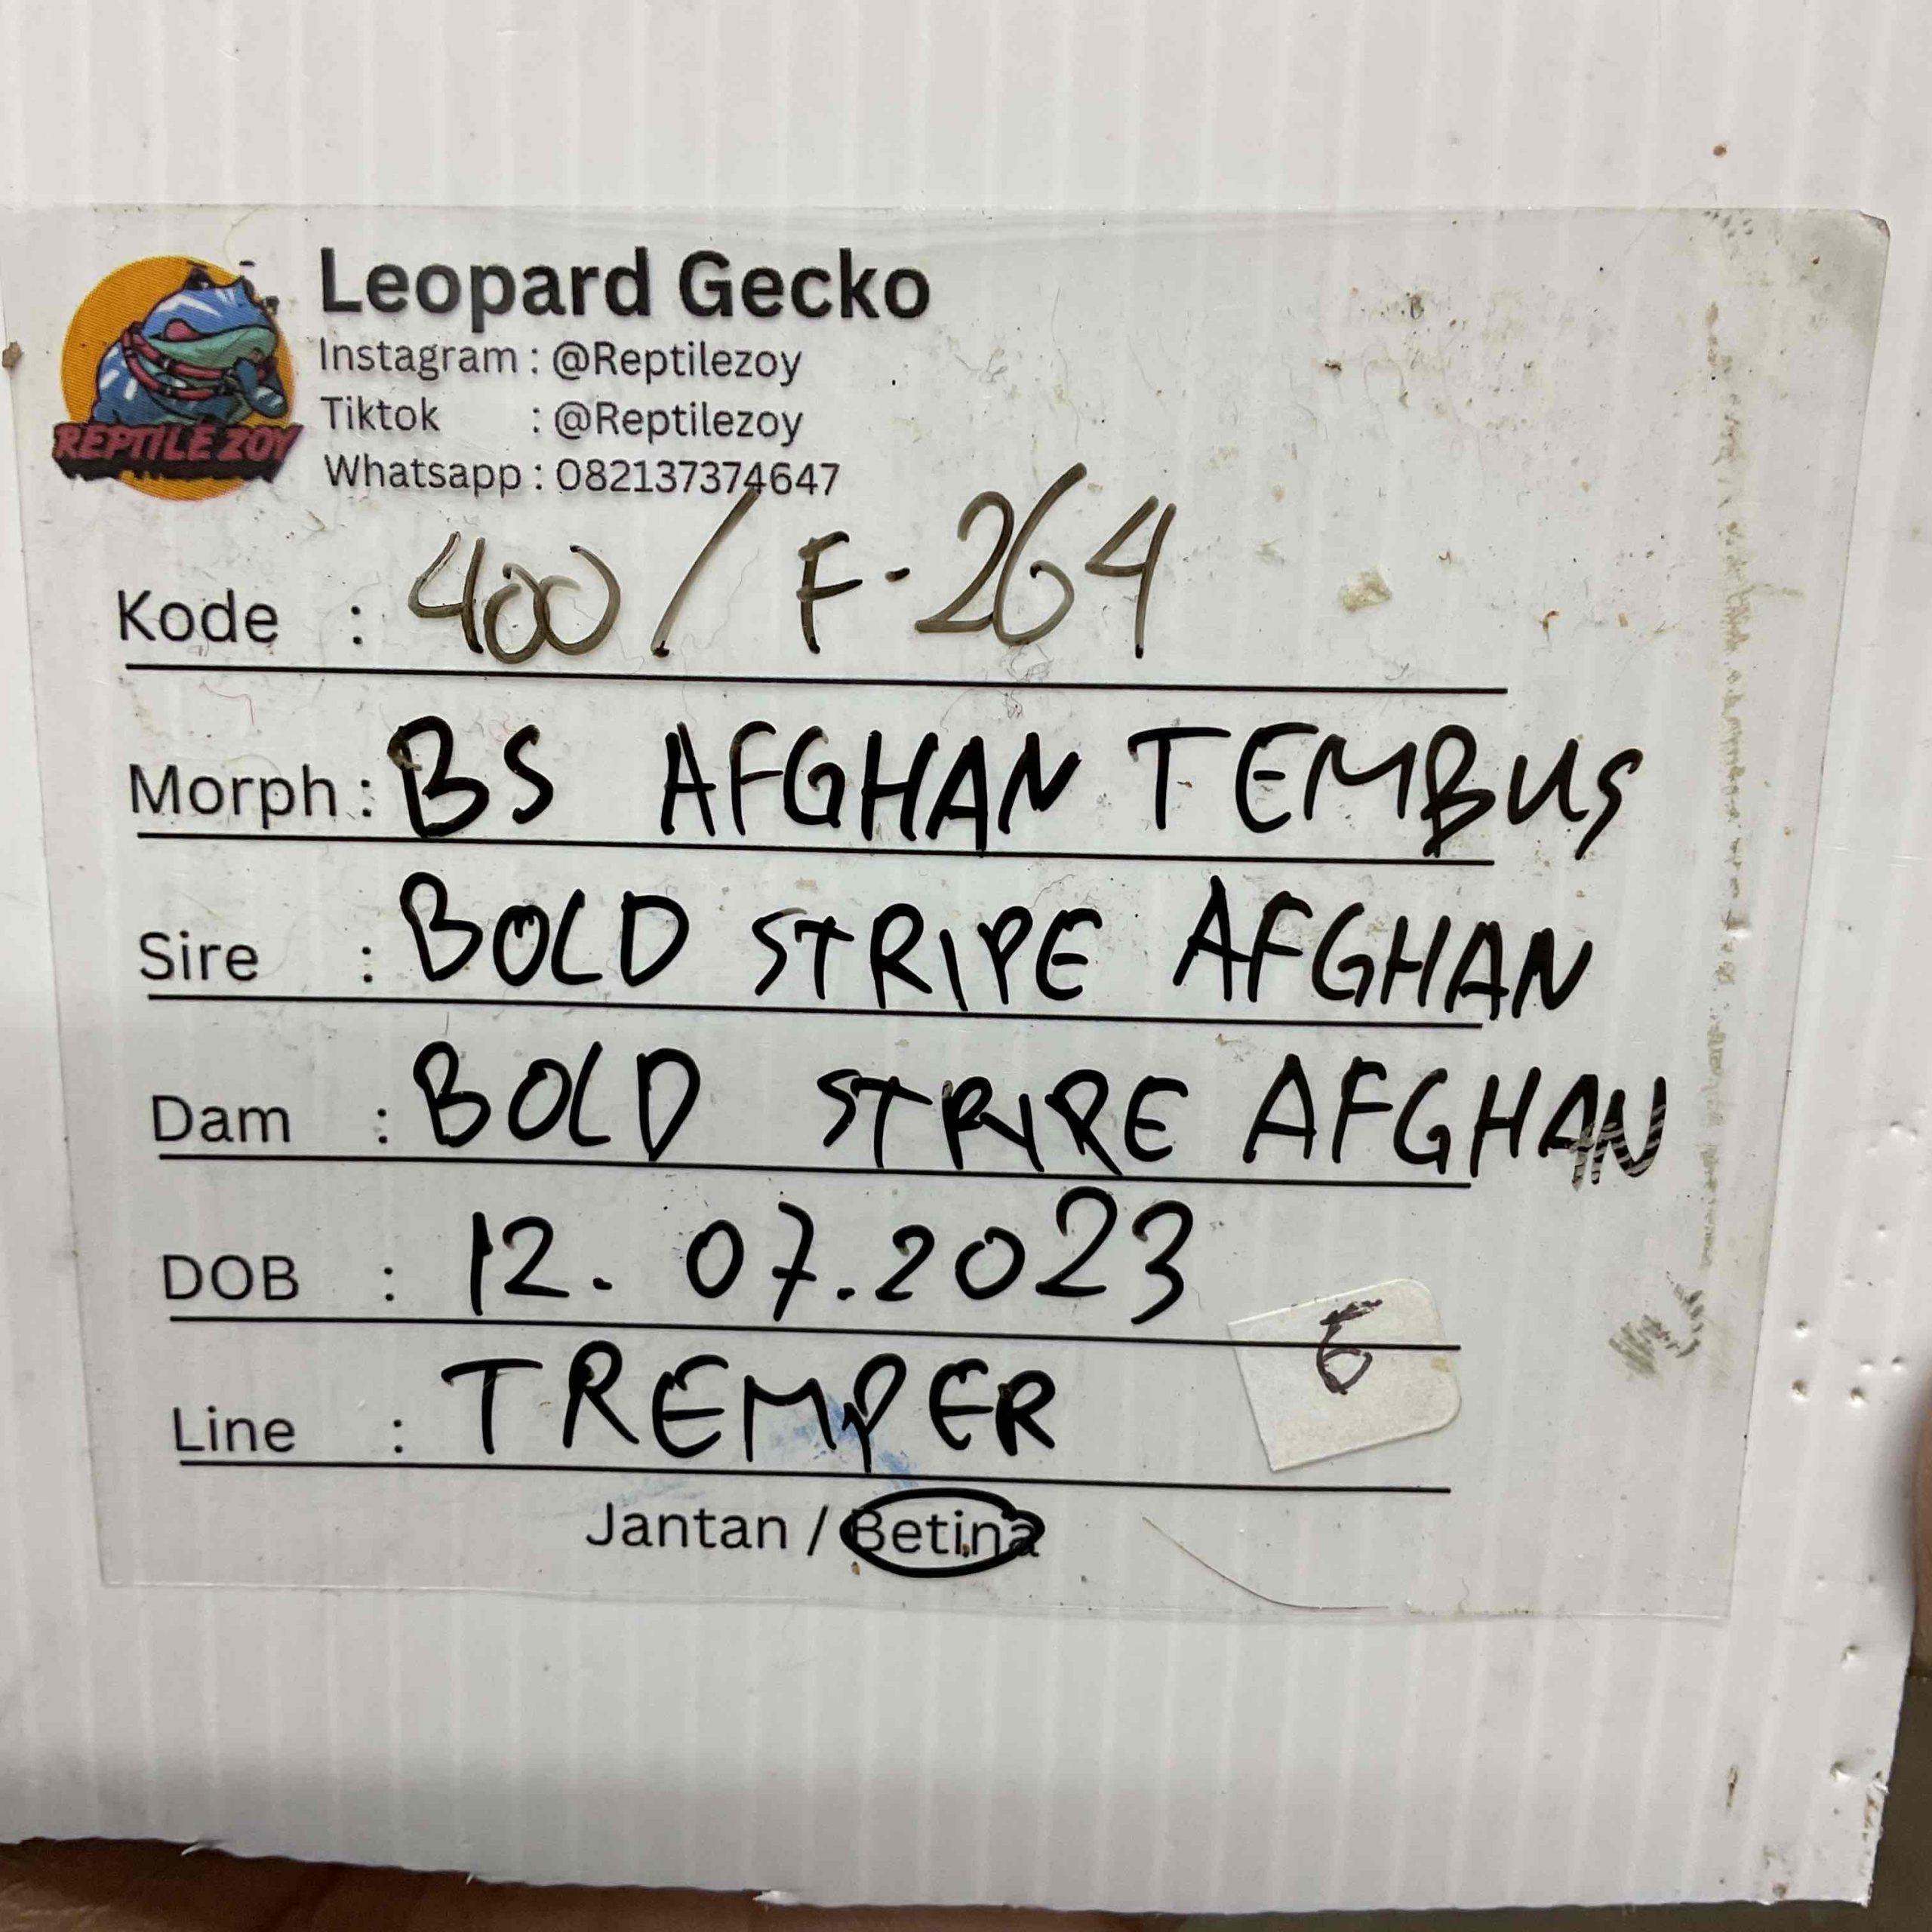 Leopard Gecko
Instagram : @Reptilezoy
Tiktok : @Reptilezoy
Whatsapp : 082137374647
REPTILE ZOY
Kode : 400 / F-264
Morph : BS AFGHAN TEMBUS
Sire : BOLD STRIPE AFGHAN
Dam : BOLD STRIPE AFGHAN
DOB : 12.07.2023
6
Line : TREMPER
Jantan / Betina